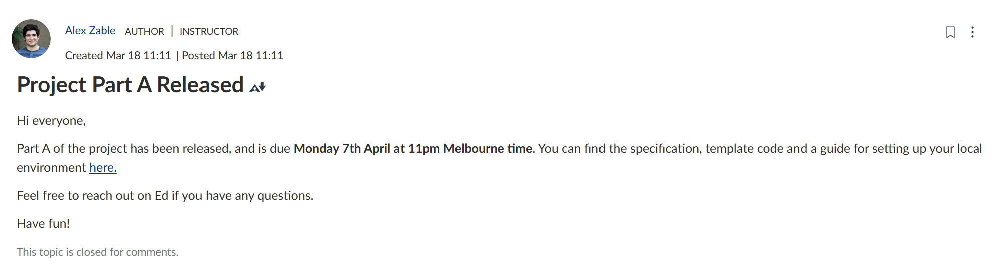 Alex Zable AUTHOR | INSTRUCTOR
Created Mar 18 11:11 | Posted Mar 18 11:11
Project Part A Released
Hi everyone,
Part A of the project has been released, and is due Monday 7th April at 11pm Melbourne time. You can find the specification, template code and a guide for setting up your local
environment here.
Feel free to reach out on Ed if you have any questions.
Have fun!
This topic is closed for comments.